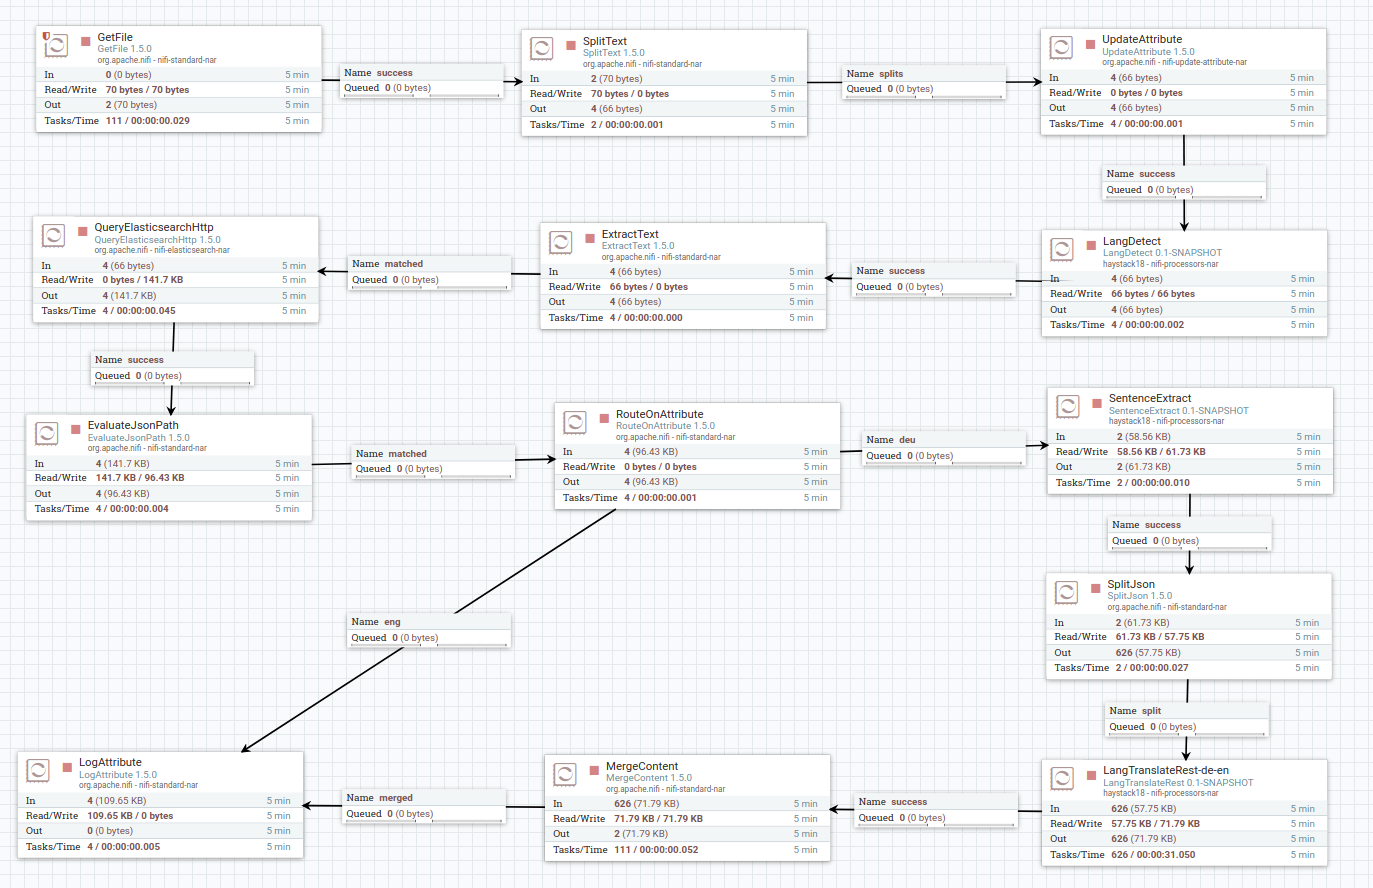 GetFile
GetFile 1.5.0
org.apache.nifi - nifi-standard-nar
In 0 (0 bytes) 5 min
Read/Write 70 bytes / 70 bytes 5 min
Out 2 (70 bytes) 5 min
Tasks/Time 111 / 00:00:00.029 5 min
Name success
Queued 0 (0 bytes)
SplitText
SplitText 1.5.0
org.apache.nifi - nifi-standard-nar
In 2 (70 bytes) 5 min
Read/Write 70 bytes / 0 bytes 5 min
Out 4 (66 bytes) 5 min
Tasks/Time 2 / 00:00:00.001 5 min
Name splits
Queued 0 (0 bytes)
UpdateAttribute
UpdateAttribute 1.5.0
org.apache.nifi - nifi-update-attribute-nar
In 4 (66 bytes) 5 min
Read/Write 0 bytes / 0 bytes 5 min
Out 4 (66 bytes) 5 min
Tasks/Time 4 / 00:00:00.001 5 min
Name success
Queued 0 (0 bytes)
LangDetect
LangDetect 0.1-SNAPSHOT
haystack18 - nifi-processors-nar
In 4 (66 bytes) 5 min
Read/Write 66 bytes / 66 bytes 5 min
Out 4 (66 bytes) 5 min
Tasks/Time 4 / 00:00:00.002 5 min
Name success
Queued 0 (0 bytes)
ExtractText
ExtractText 1.5.0
org.apache.nifi - nifi-standard-nar
In 4 (66 bytes) 5 min
Read/Write 66 bytes / 0 bytes 5 min
Out 4 (66 bytes) 5 min
Tasks/Time 4 / 00:00:00.000 5 min
Name matched
Queued 0 (0 bytes)
QueryElasticsearchHttp
QueryElasticsearchHttp 1.5.0
org.apache.nifi - nifi-elasticsearch-nar
In 4 (66 bytes) 5 min
Read/Write 0 bytes / 141.7 KB 5 min
Out 4 (141.7 KB) 5 min
Tasks/Time 4 / 00:00:00.045 5 min
Name success
Queued 0 (0 bytes)
EvaluateJsonPath
EvaluateJsonPath 1.5.0
org.apache.nifi - nifi-standard-nar
In 4 (141.7 KB) 5 min
Read/Write 141.7 KB / 96.43 KB 5 min
Out 4 (96.43 KB) 5 min
Tasks/Time 4 / 00:00:00.004 5 min
Name matched
Queued 0 (0 bytes)
RouteOnAttribute
RouteOnAttribute 1.5.0
org.apache.nifi - nifi-standard-nar
In 4 (96.43 KB) 5 min
Read/Write 0 bytes / 0 bytes 5 min
Out 4 (96.43 KB) 5 min
Tasks/Time 4 / 00:00:00.001 5 min
Name deu
Queued 0 (0 bytes)
SentenceExtract
SentenceExtract 0.1-SNAPSHOT
haystack18 - nifi-processors-nar
In 2 (58.56 KB) 5 min
Read/Write 58.56 KB / 61.73 KB 5 min
Out 2 (61.73 KB) 5 min
Tasks/Time 2 / 00:00:00.010 5 min
Name success
Queued 0 (0 bytes)
SplitJson
SplitJson 1.5.0
org.apache.nifi - nifi-standard-nar
In 2 (61.73 KB) 5 min
Read/Write 61.73 KB / 57.75 KB 5 min
Out 626 (57.75 KB) 5 min
Tasks/Time 2 / 00:00:00.027 5 min
Name eng
Queued 0 (0 bytes)
Name split
Queued 0 (0 bytes)
LangTranslateRest-de-en
LangTranslateRest 0.1-SNAPSHOT
haystack18 - nifi-processors-nar
In 626 (57.75 KB) 5 min
Read/Write 57.75 KB / 71.79 KB 5 min
Out 626 (71.79 KB) 5 min
Tasks/Time 626 / 00:00:31.050 5 min
Name success
Queued 0 (0 bytes)
MergeContent
MergeContent 1.5.0
org.apache.nifi - nifi-standard-nar
In 626 (71.79 KB) 5 min
Read/Write 71.79 KB / 71.79 KB 5 min
Out 2 (71.79 KB) 5 min
Tasks/Time 111 / 00:00:00.052 5 min
Name merged
Queued 0 (0 bytes)
LogAttribute
LogAttribute 1.5.0
org.apache.nifi - nifi-standard-nar
In 4 (109.65 KB) 5 min
Read/Write 109.65 KB / 0 bytes 5 min
Out 0 (0 bytes) 5 min
Tasks/Time 4 / 00:00:00.005 5 min